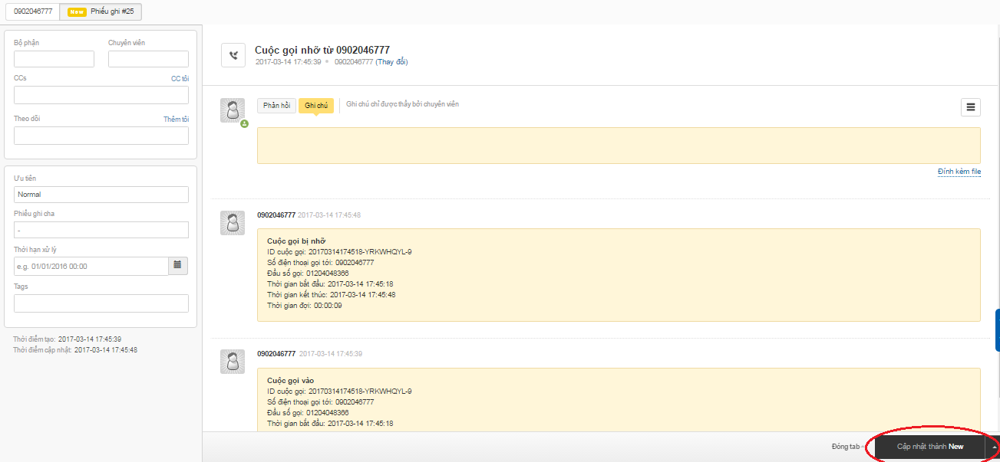 0902046777 New Phiếu ghi #25
Bộ phận Chuyên viên
CCs CC tôi
Theo dõi Thêm tôi
Ưu tiên
Normal
Phiếu ghi cha
-
Thời hạn xử lý
e.g. 01/01/2016 00:00
Tags
Thời điểm tạo: 2017-03-14 17:45:39
Thời điểm cập nhật: 2017-03-14 17:45:48
Cuộc gọi nhỡ từ 0902046777
2017-03-14 17:45:39 0902046777 (Thay đổi)
Phản hồi Ghi chú Ghi chú chỉ được thấy bởi chuyên viên
Đính kèm file
0902046777 2017-03-14 17:45:48
Cuộc gọi bị nhỡ
ID cuộc gọi: 20170314174518-YRKWHQYL-9
Số điện thoại gọi tới: 0902046777
Đầu số gọi: 01204048366
Thời gian bắt đầu: 2017-03-14 17:45:18
Thời gian kết thúc: 2017-03-14 17:45:48
Thời gian đợi: 00:00:09
0902046777 2017-03-14 17:45:39
Cuộc gọi vào
ID cuộc gọi: 20170314174518-YRKWHQYL-9
Số điện thoại gọi tới: 0902046777
Đầu số gọi: 01204048366
Thời gian bắt đầu: 2017-03-14 17:45:18
Đóng tab Cập nhật thành New